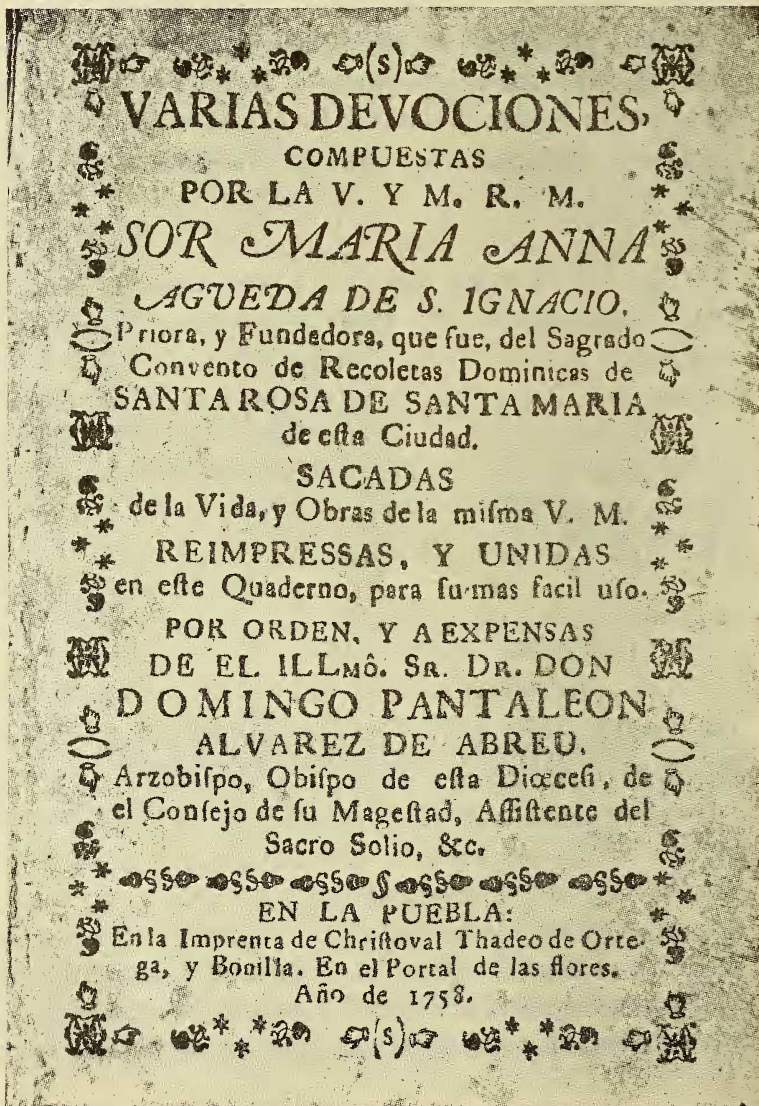 (s)
VARIAS DEVOCIONES,
COMPUESTAS
POR LA V. Y M. R. M.
SOR MARIA ANNA
AGUEDA DE S. IGNACIO,
Priora, y Fundadora, que fue, del Sagrado
Convento de Recoletas Dominicas de
SANTA ROSA DE SANTA MARIA
de eſta Ciudad.
SACADAS
de la Vida, y Obras de la miſma V. M.
REIMPRESSAS, Y UNIDAS
en eſte Quaderno, para ſu mas facil uſo.
POR ORDEN, Y A EXPENSAS
DE EL ILLmô. Sr. Dr. DON
DOMINGO PANTALEON
ALVAREZ DE ABREU,
Arzobiſpo, Obiſpo de eſta Diœceſi, de
el Conſejo de ſu Mageſtad, Aſſiſtente del
Sacro Solio, &c.
EN LA PUEBLA:
En la Imprenta de Chriſtoval Thadeo de Orte-
ga, y Bonilla. En el Portal de las flores.
Año de 1758.
(s)